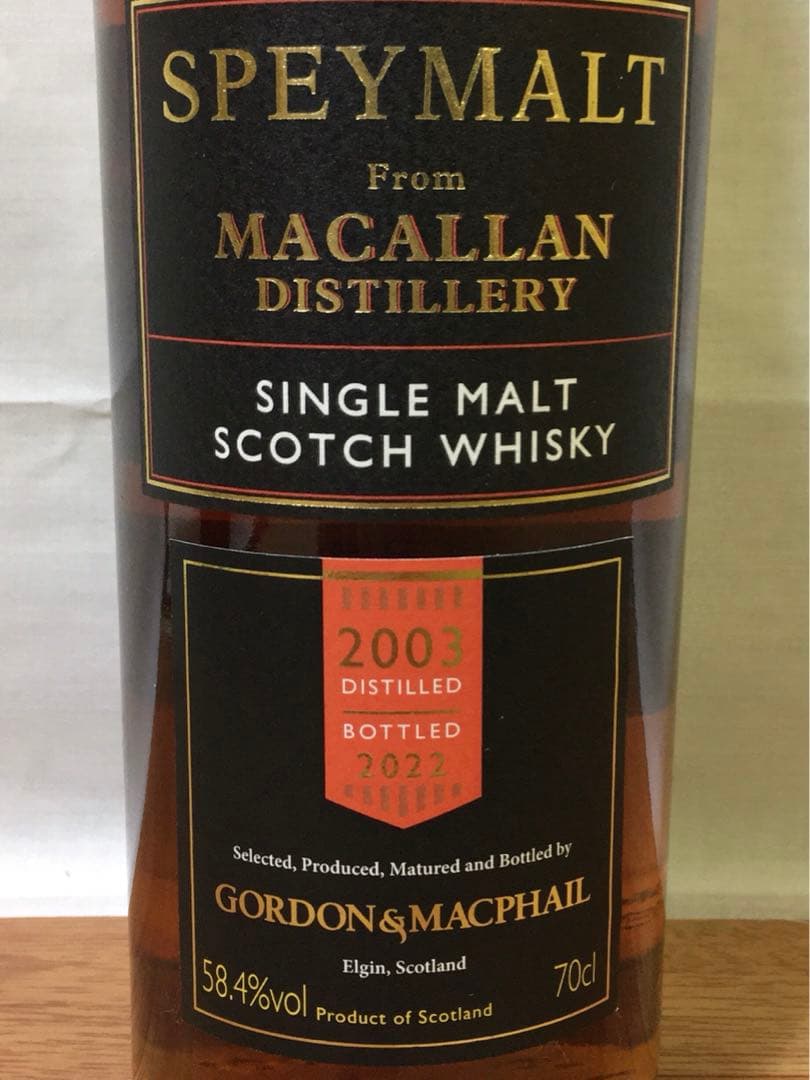 SPEYMALT
From
MACALLAN
DISTILLERY
SINGLE MALT
SCOTCH WHISKY
2003
DISTILLED
BOTTLED
2022
Selected, Produced, Matured and Bottled by
GORDON&MACPHAIL
Elgin, Scotland
58.4%vol
Product of Scotland
70cl